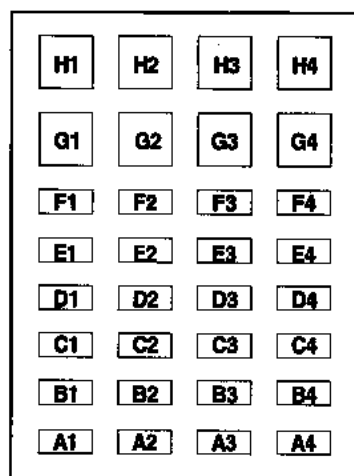 H1 H2 H3 H4
G1 G2 G3 G4
F1 F2 F3 F4
E1 E2 E3 E4
D1 D2 D3 D4
C1 C2 C3 C4
B1 B2 B3 B4
A1 A2 A3 A4